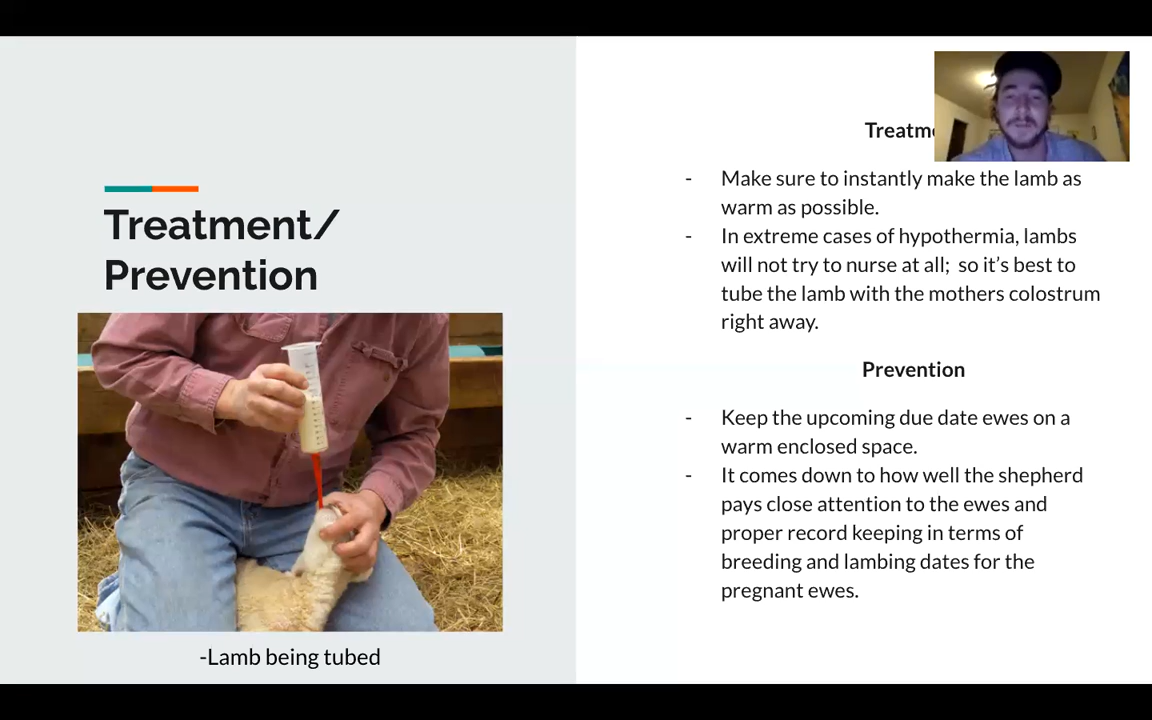 Treatment/
Prevention
-Lamb being tubed
- Make sure to instantly make the lamb as
warm as possible.
- In extreme cases of hypothermia, lambs
will not try to nurse at all;  so it’s best to
tube the lamb with the mothers colostrum
right away.
Prevention
- Keep the upcoming due date ewes on a
warm enclosed space.
- It comes down to how well the shepherd
pays close attention to the ewes and
proper record keeping in terms of
breeding and lambing dates for the
pregnant ewes.